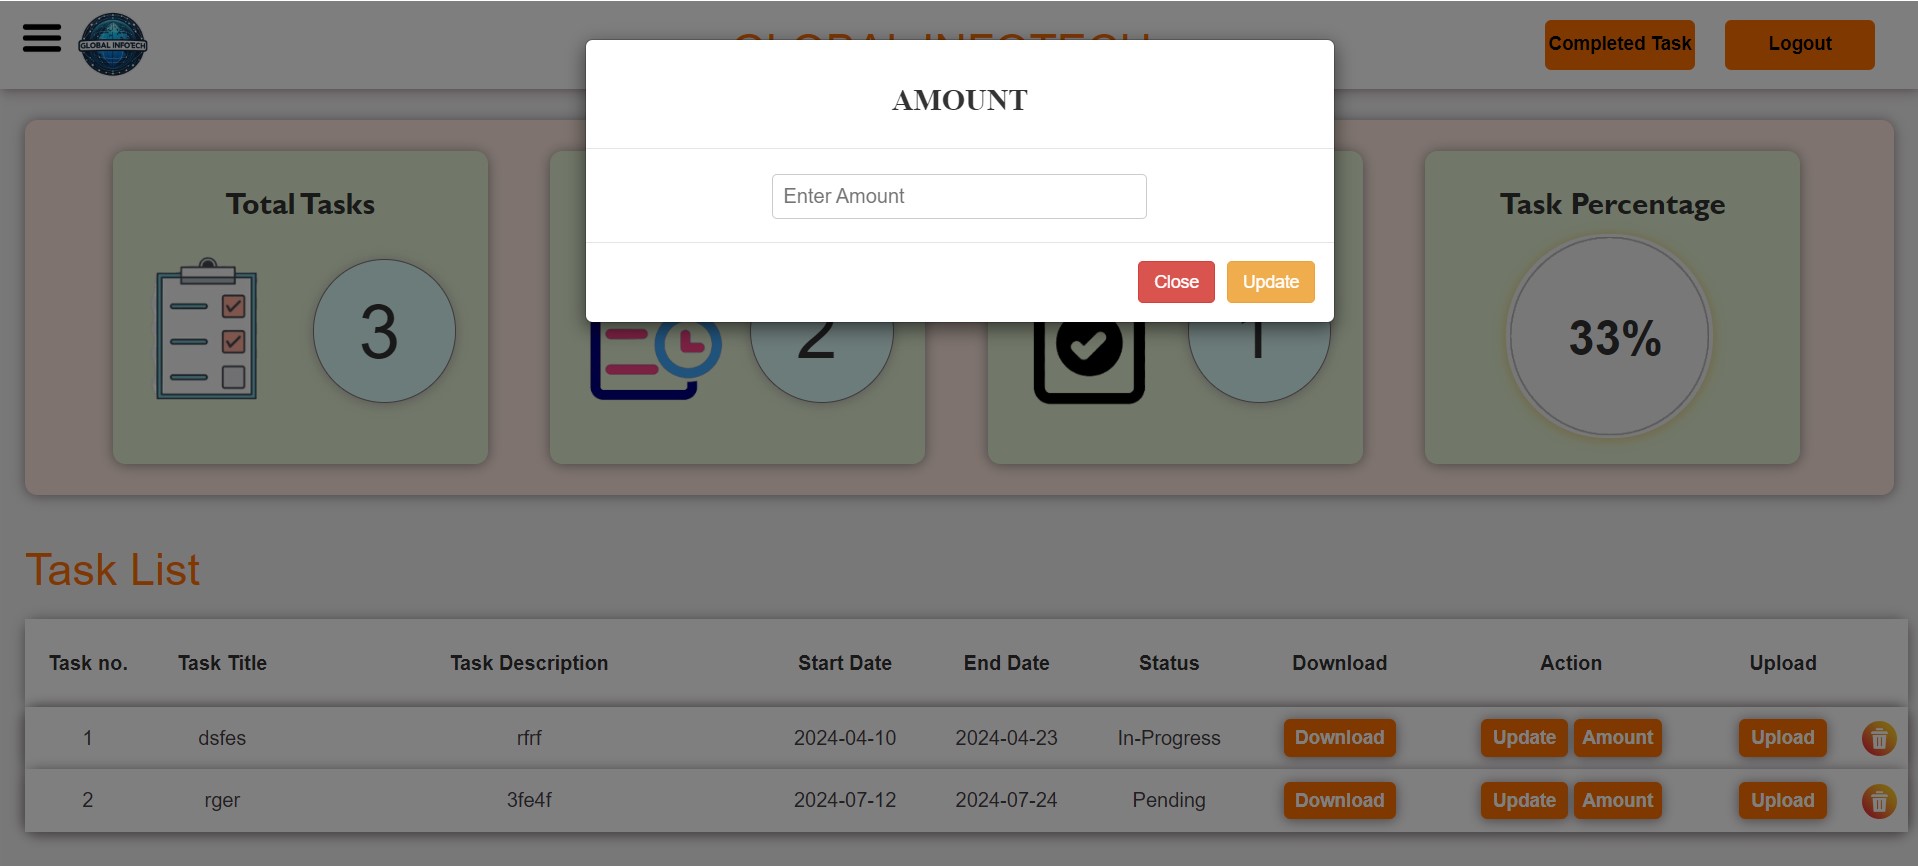 GLOBAL INFOTECH
GLOBAL INFOTECH
Completed Task
Logout
AMOUNT
Enter Amount
Close
Update
Total Tasks
3
2
1
Task Percentage
33%
Task List
Task no. Task Title Task Description Start Date End Date Status Download Action Upload
1 dsfes rfrf 2024-04-10 2024-04-23 In-Progress Download Update Amount Upload
2 rger 3fe4f 2024-07-12 2024-07-24 Pending Download Update Amount Upload